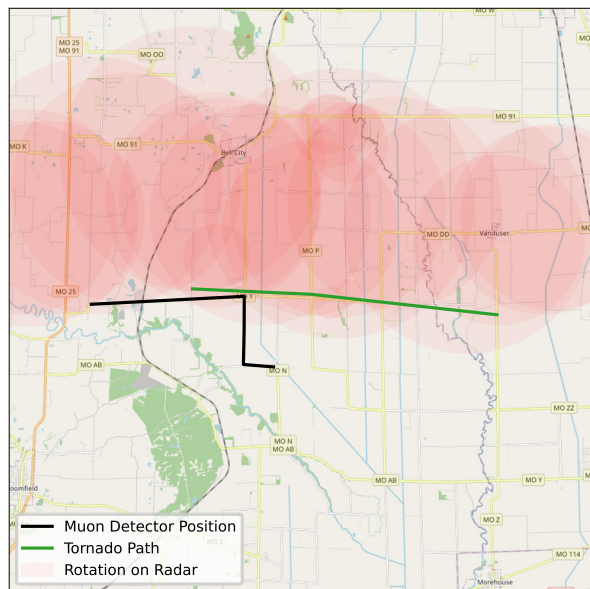 MO W
MO 25
MO 91
MO OO
MO 91
MO 91
MO K
Bell City
MO DD
Vanduser
MO P
MO 25
MO AB
MO N
MO ZZ
MO N
MO AB
MO AB
MO Y
oomfield
MO Z
MO 114
Morehouse
Muon Detector Position
Tornado Path
Rotation on Radar